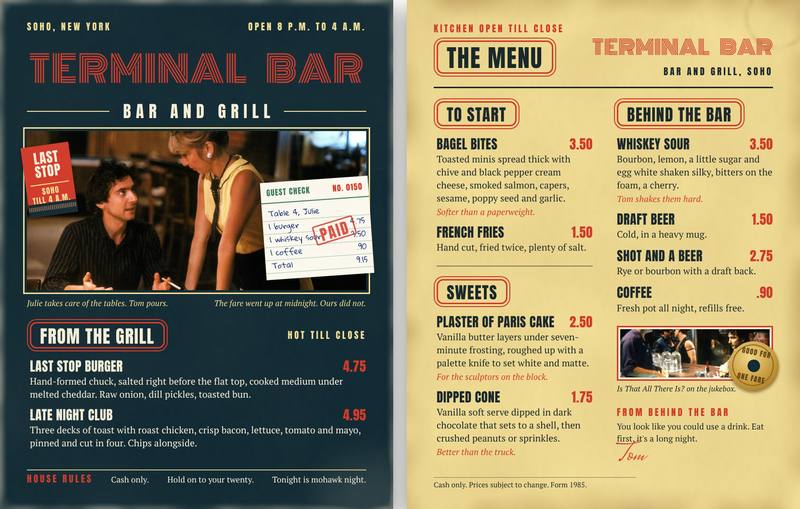 SOHO, NEW YORK
OPEN 8 P.M. TO 4 A.M.
TERMINAL BAR
BAR AND GRILL
LAST
STOP
SOHO
TILL 4 A.M.
GUEST CHECK NO. 0150
Table 4, Julie
1 burger 4.75
1 whiskey sour 3.50
1 coffee .90
Total 9.15
PAID
Julie takes care of the tables. Tom pours.
The fare went up at midnight. Ours did not.
FROM THE GRILL
HOT TILL CLOSE
LAST STOP BURGER 4.75
Hand-formed chuck, salted right before the flat top, cooked medium under
melted cheddar. Raw onion, dill pickles, toasted bun.
LATE NIGHT CLUB 4.95
Three decks of toast with roast chicken, crisp bacon, lettuce, tomato and mayo,
pinned and cut in four. Chips alongside.
HOUSE RULES Cash only. Hold on to your twenty. Tonight is mohawk night.
KITCHEN OPEN TILL CLOSE
THE MENU
TERMINAL BAR
BAR AND GRILL, SOHO
TO START
BAGEL BITES 3.50
Toasted minis spread thick with
chive and black pepper cream
cheese, smoked salmon, capers,
sesame, poppy seed and garlic.
Softer than a paperweight.
FRENCH FRIES 1.50
Hand cut, fried twice, plenty of salt.
SWEETS
PLASTER OF PARIS CAKE 2.50
Vanilla butter layers under seven-
minute frosting, roughed up with a
palette knife to set white and matte.
For the sculptors on the block.
DIPPED CONE 1.75
Vanilla soft serve dipped in dark
chocolate that sets to a shell, then
crushed peanuts or sprinkles.
Better than the truck.
BEHIND THE BAR
WHISKEY SOUR 3.50
Bourbon, lemon, a little sugar and
egg white shaken silky, bitters on the
foam, a cherry.
Tom shakes them hard.
DRAFT BEER 1.50
Cold, in a heavy mug.
SHOT AND A BEER 2.75
Rye or bourbon with a draft back.
COFFEE .90
Fresh pot all night, refills free.
GOOD FOR
ONE FARE
Is That All There Is? on the jukebox.
FROM BEHIND THE BAR
You look like you could use a drink. Eat
first, it's a long night.
Tom
Cash only. Prices subject to change. Form 1985.